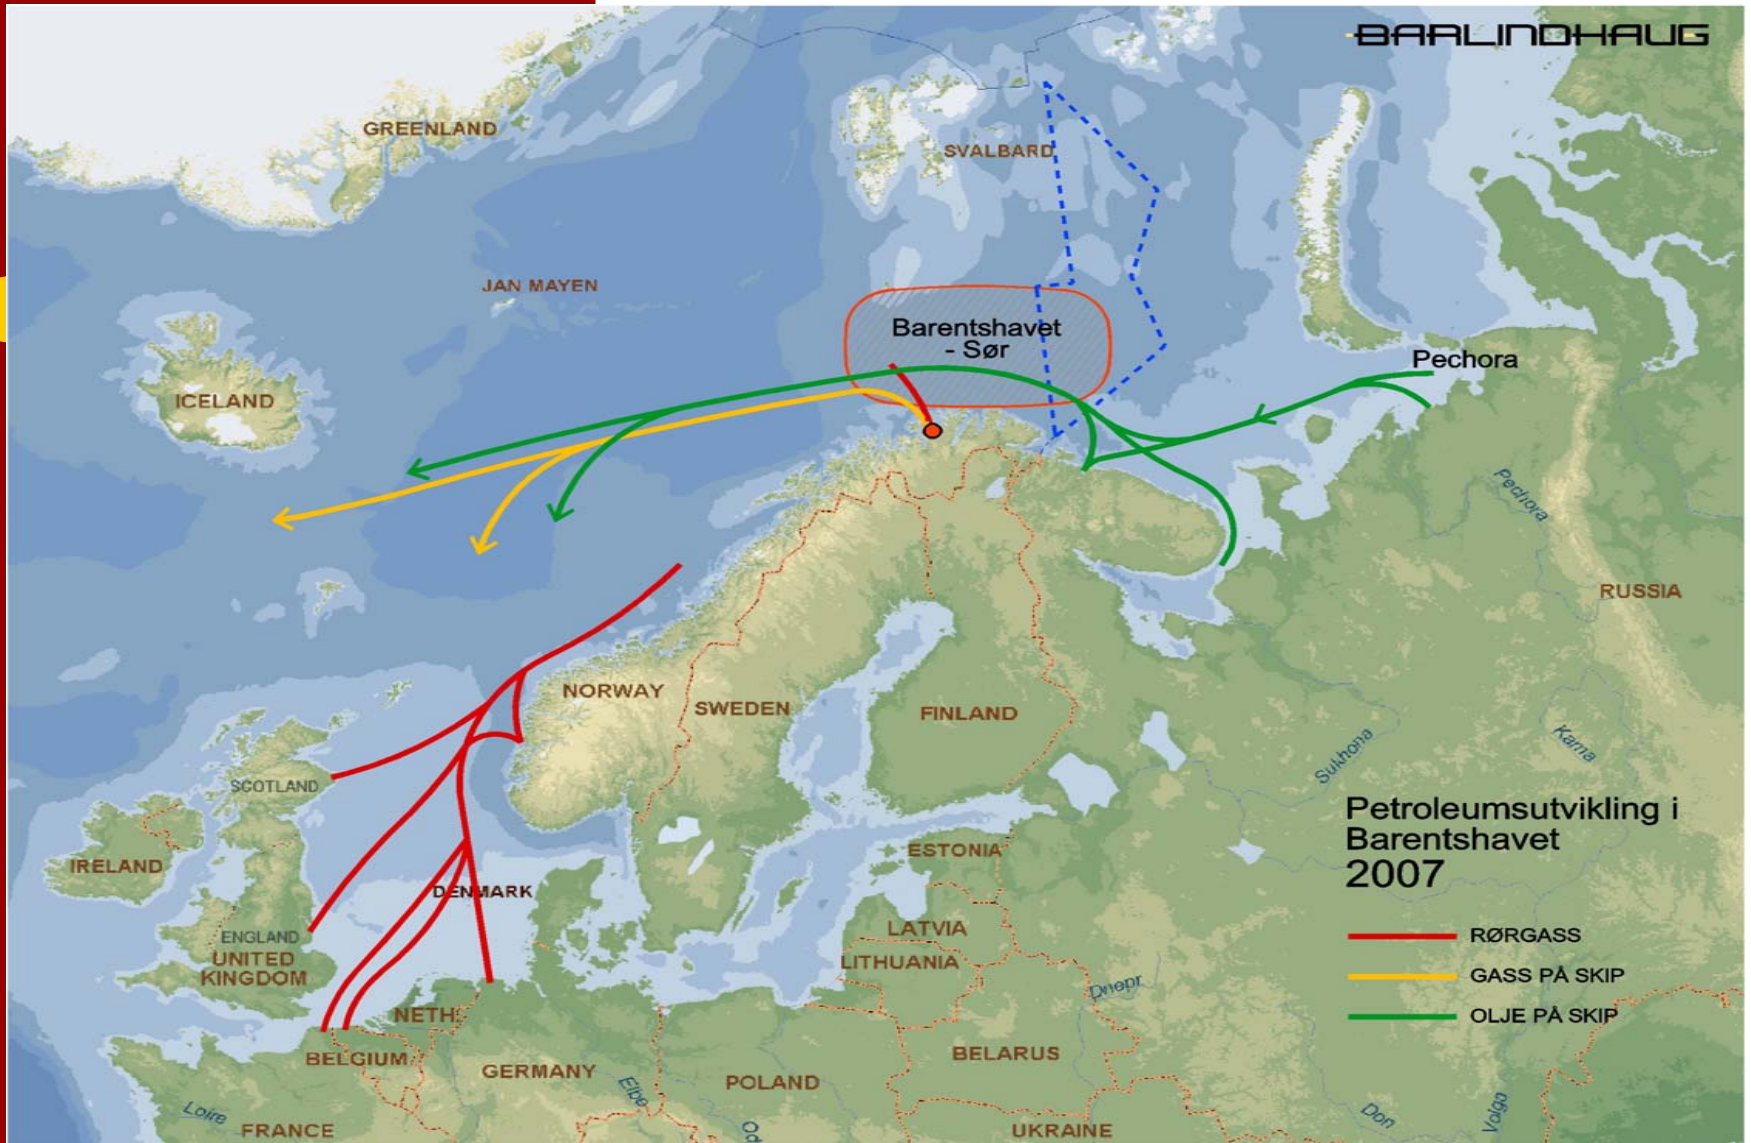 BARLINDHAUG
GREENLAND
SVALBARD
JAN MAYEN
Barentshavet
- Sør
Pechora
ICELAND
Pechora
RUSSIA
NORWAY
SWEDEN
FINLAND
Sukhona
Kama
SCOTLAND
IRELAND
ESTONIA
DENMARK
Petroleumsutvikling i
Barentshavet
2007
ENGLAND
UNITED
KINGDOM
LATVIA
LITHUANIA
RØRGASS
GASS PÅ SKIP
OLJE PÅ SKIP
Dnepr
NETH.
BELGIUM
GERMANY
BELARUS
POLAND
Elbe
Loire
FRANCE
Od
UKRAINE
Don
Volga